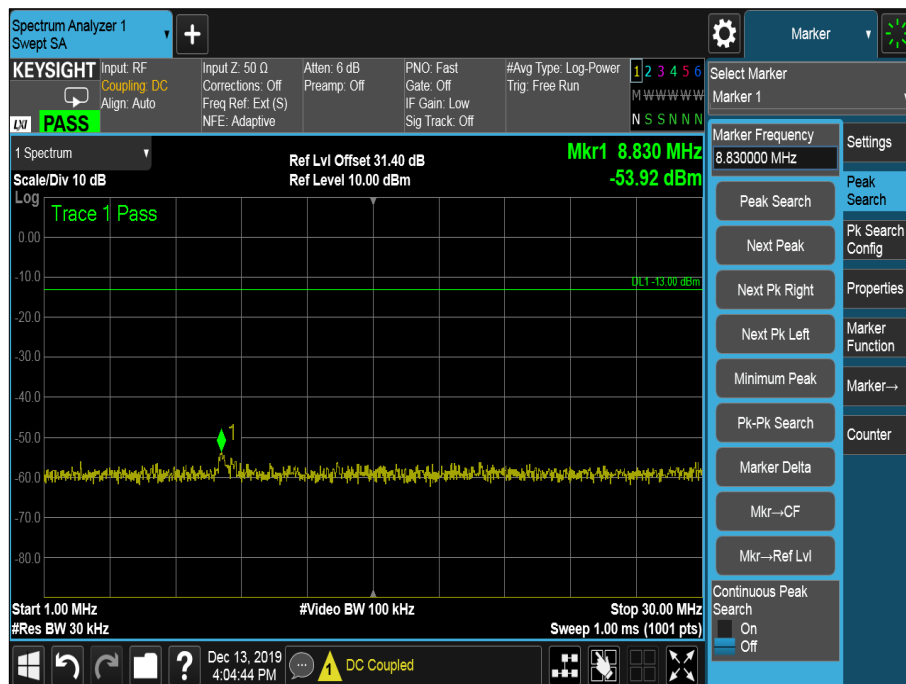 Spectrum Analyzer 1
Swept SA
+
Marker
KEYSIGHT
LXI PASS
Input: RF
Coupling: DC
Align: Auto
Input Z: 50 Ω
Corrections: Off
Freq Ref: Ext (S)
NFE: Adaptive
Atten: 6 dB
Preamp: Off
PNO: Fast
Gate: Off
IF Gain: Low
Sig Track: Off
#Avg Type: Log-Power
Trig: Free Run
1 2 3 4 5 6
M W W W W W
N S S N N N
Select Marker
Marker 1
1 Spectrum
Scale/Div 10 dB
Ref Lvl Offset 31.40 dB
Ref Level 10.00 dBm
Mkr1 8.830 MHz
-53.92 dBm
Log
Trace 1 Pass
0.00
-10.0
DL1 -13.00 dBm
-20.0
-30.0
-40.0
-50.0
1
-60.0
-70.0
-80.0
Start 1.00 MHz
#Res BW 30 kHz
#Video BW 100 kHz
Stop 30.00 MHz
Sweep 1.00 ms (1001 pts)
Marker Frequency
8.830000 MHz
Peak Search
Next Peak
Next Pk Right
Next Pk Left
Minimum Peak
Pk-Pk Search
Marker Delta
Mkr→CF
Mkr→Ref Lvl
Continuous Peak
Search
On
Off
Settings
Peak
Search
Pk Search
Config
Properties
Marker
Function
Marker→
Counter
?
Dec 13, 2019
4:04:44 PM
1
DC Coupled